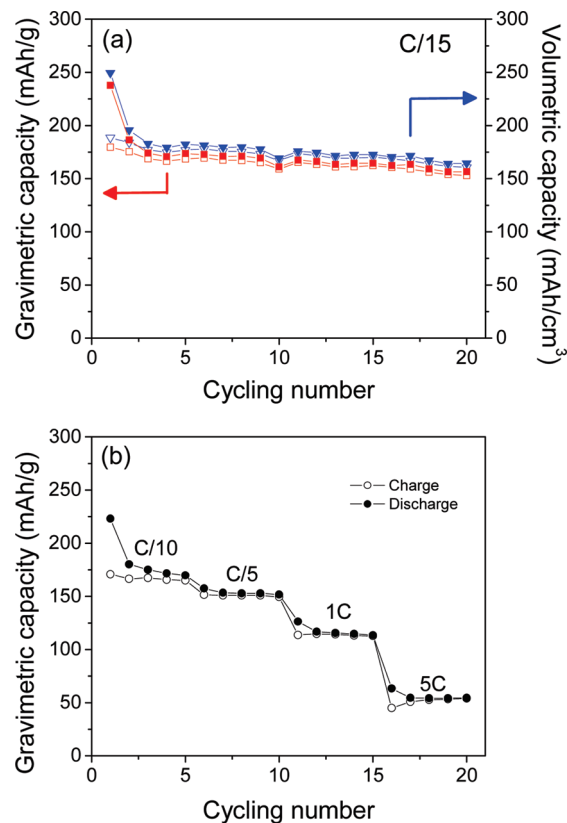 (a)
C/15
Gravimetric capacity (mAh/g)
Volumetric capacity (mAh/cm³)
300
250
200
150
100
50
0
300
250
200
150
100
50
0
0
5
10
15
20
Cycling number
(b)
Charge
Discharge
C/10
C/5
1C
5C
Gravimetric capacity (mAh/g)
300
250
200
150
100
50
0
0
5
10
15
20
Cycling number